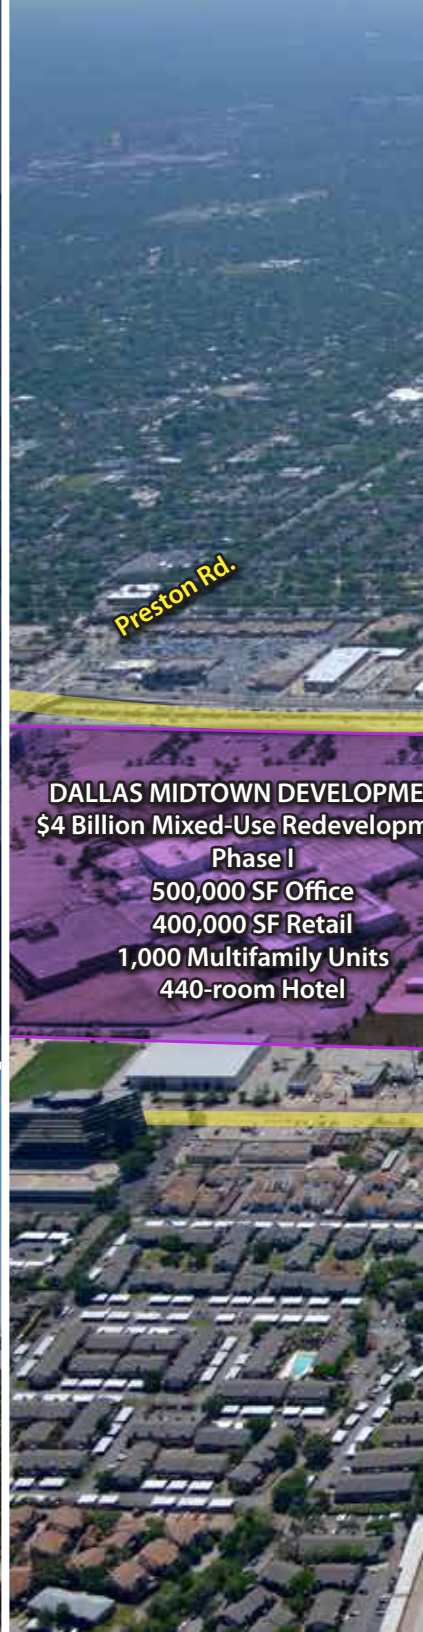 Preston Rd.
DALLAS MIDTOWN DEVELOPME
$4 Billion Mixed-Use Redevelopm
Phase I
500,000 SF Office
400,000 SF Retail
1,000 Multifamily Units
440-room Hotel